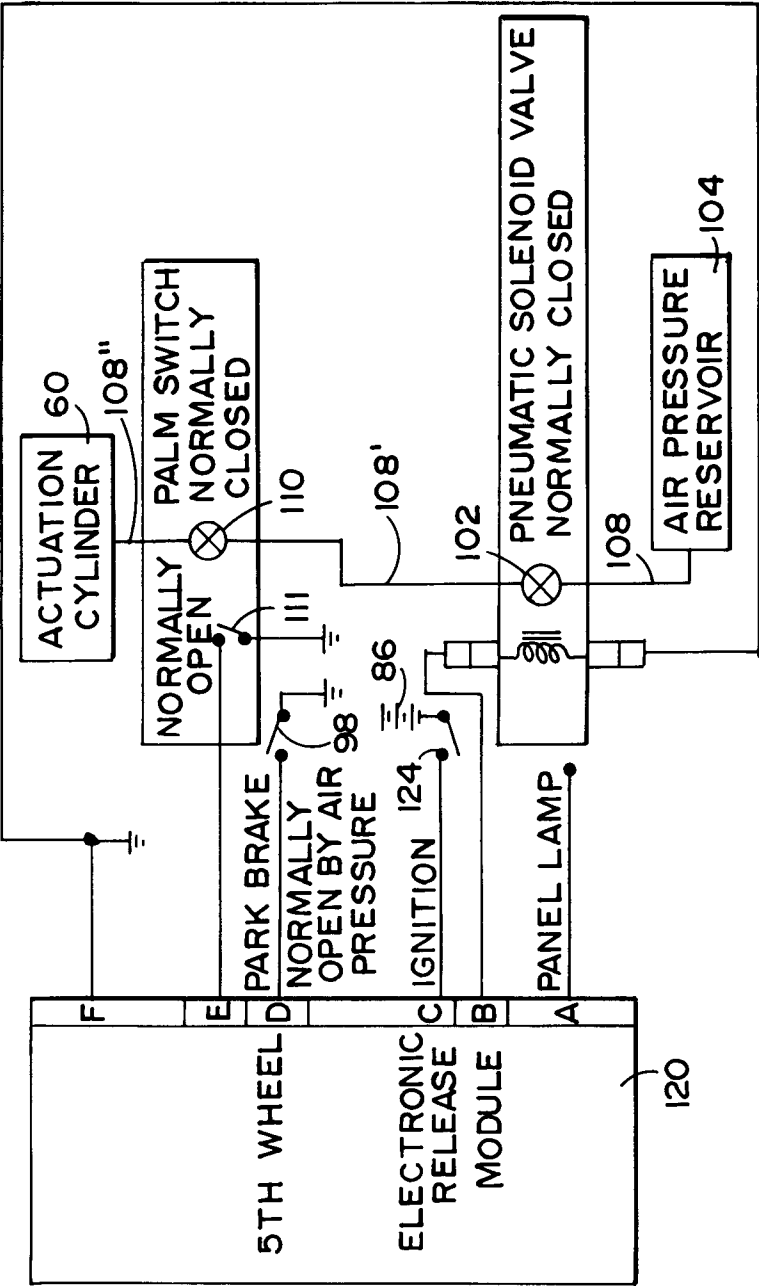 ACTUATION
CYLINDER
60
108"
NORMALLY
OPEN
PALM SWITCH
NORMALLY
CLOSED
110
111
108'
PNEUMATIC SOLENOID VALVE
NORMALLY CLOSED
102
108
AIR PRESSURE
RESERVOIR
104
86
98
124
PARK BRAKE
NORMALLY
OPEN BY AIR
PRESSURE
IGNITION
PANEL LAMP
F
E
D
C
B
A
5TH WHEEL
ELECTRONIC
RELEASE
MODULE
120